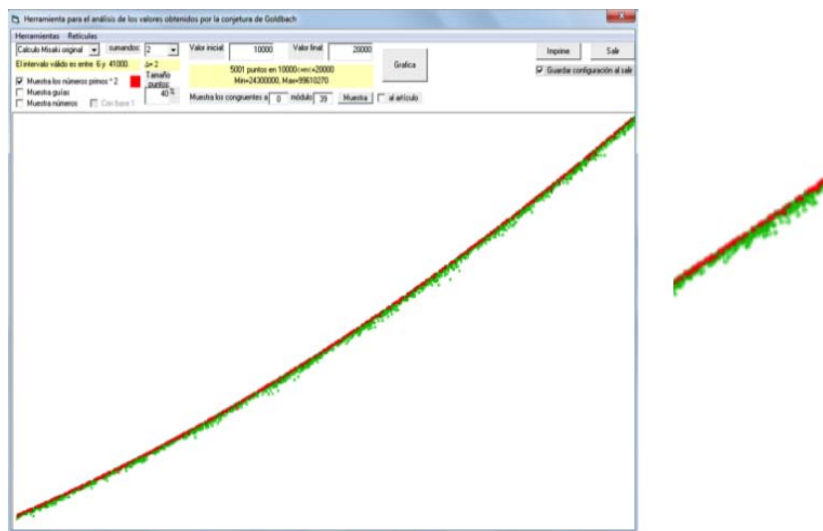 Herramienta para el análisis de los valores obtenidos por la conjetura de Goldbach
Herramientas Retículas
Calculo Misaki original sumandos: 2 Valor inicial: 10000 Valor final: 20000 Grafica Imprime Salir
El intervalo válido es entre 6 y 41000. Δ= 2
5001 puntos en 10000<=n<=20000
Min=24300000, Max=99610270
Guardar configuración al salir
Muestra los números primos * 2 Tamaño puntos: 40 %
Muestra guías
Muestra números Con base 1
Muestra los congruentes a 0 módulo 39 Muestra al artículo